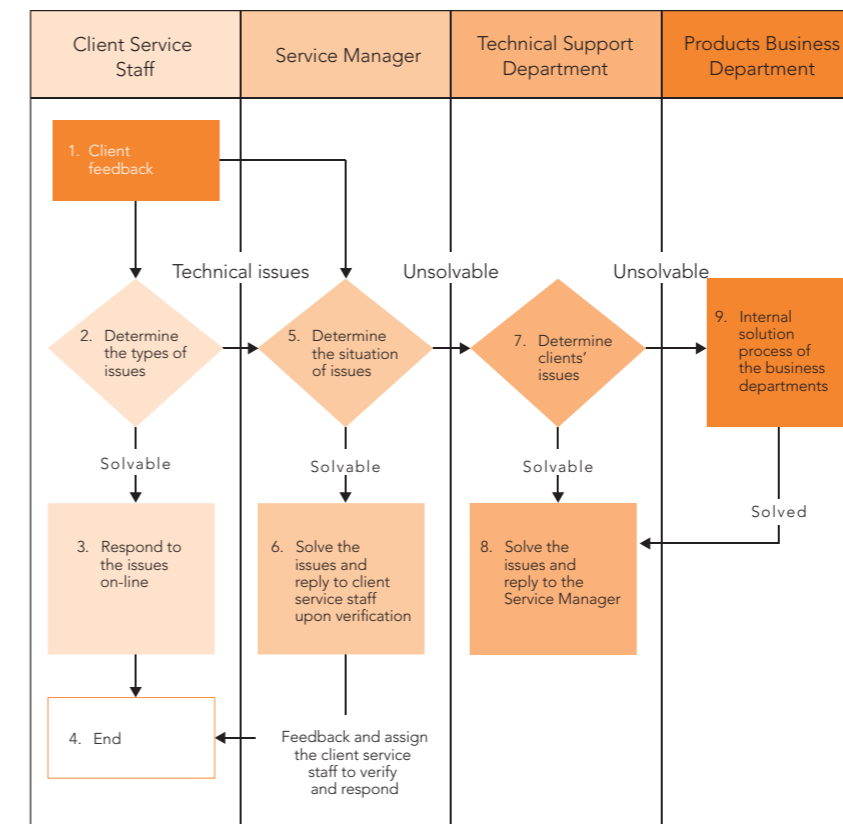 Client Service
Staff
Service Manager
Technical Support
Department
Products Business
Department
1. Client
feedback
Technical issues
Unsolvable
Unsolvable
2. Determine
the types of
issues
5. Determine
the situation
of issues
7. Determine
clients’
issues
9. Internal
solution
process of
the business
departments
Solvable
Solvable
Solvable
Solved
3. Respond to
the issues
on-line
6. Solve the
issues and
reply to client
service staff
upon verification
8. Solve the
issues and
reply to the
Service Manager
4. End
Feedback and assign
the client service
staff to verify
and respond